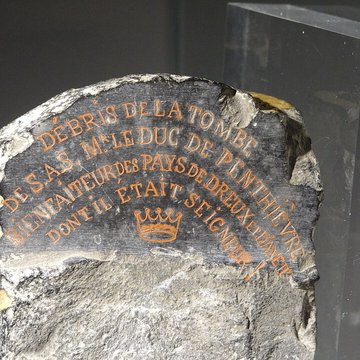 DÉBRIS DE LA TOMBE
DE S.A.S. Mgr LE DUC DE PENTHIÈVRE
BIENFAITEUR DES PAYS DE DREUX ET D'ANET
DONT IL ÉTAIT SEIGNEUR